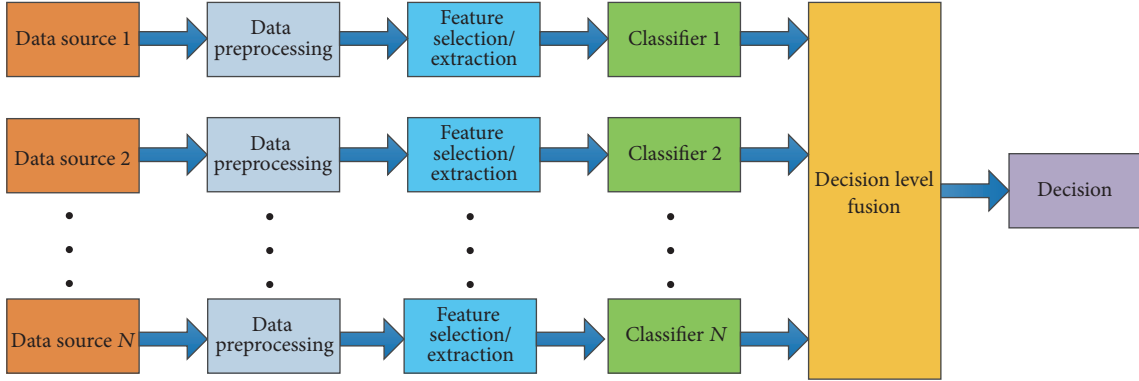 Data source 1
Data
preprocessing
Feature
selection/
extraction
Classifier 1
Data source 2
Data
preprocessing
Feature
selection/
extraction
Classifier 2
Decision level
fusion
Decision
Data source N
Data
preprocessing
Feature
selection/
extraction
Classifier N